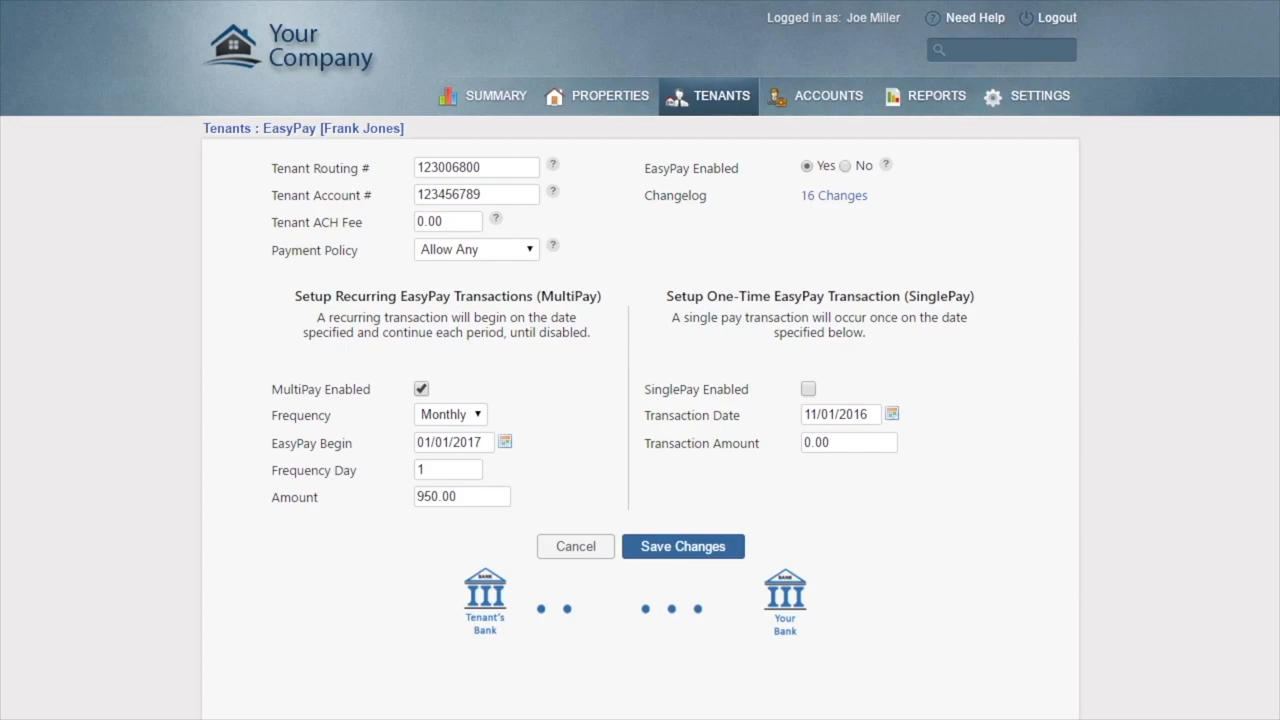 Your
Company
Logged in as: Joe Miller
Need Help
Logout
SUMMARY
PROPERTIES
TENANTS
ACCOUNTS
REPORTS
SETTINGS
Tenants : EasyPay [Frank Jones]
Tenant Routing # 123006800 ?
Tenant Account # 123456789 ?
Tenant ACH Fee 0.00 ?
Payment Policy Allow Any ?
EasyPay Enabled Yes No ?
Changelog 16 Changes
Setup Recurring EasyPay Transactions (MultiPay)
A recurring transaction will begin on the date
specified and continue each period, until disabled.
MultiPay Enabled
Frequency Monthly
EasyPay Begin 01/01/2017
Frequency Day 1
Amount 950.00
Setup One-Time EasyPay Transaction (SinglePay)
A single pay transaction will occur once on the date
specified below.
SinglePay Enabled
Transaction Date 11/01/2016
Transaction Amount 0.00
Cancel
Save Changes
BANK
Tenant's
Bank
BANK
Your
Bank